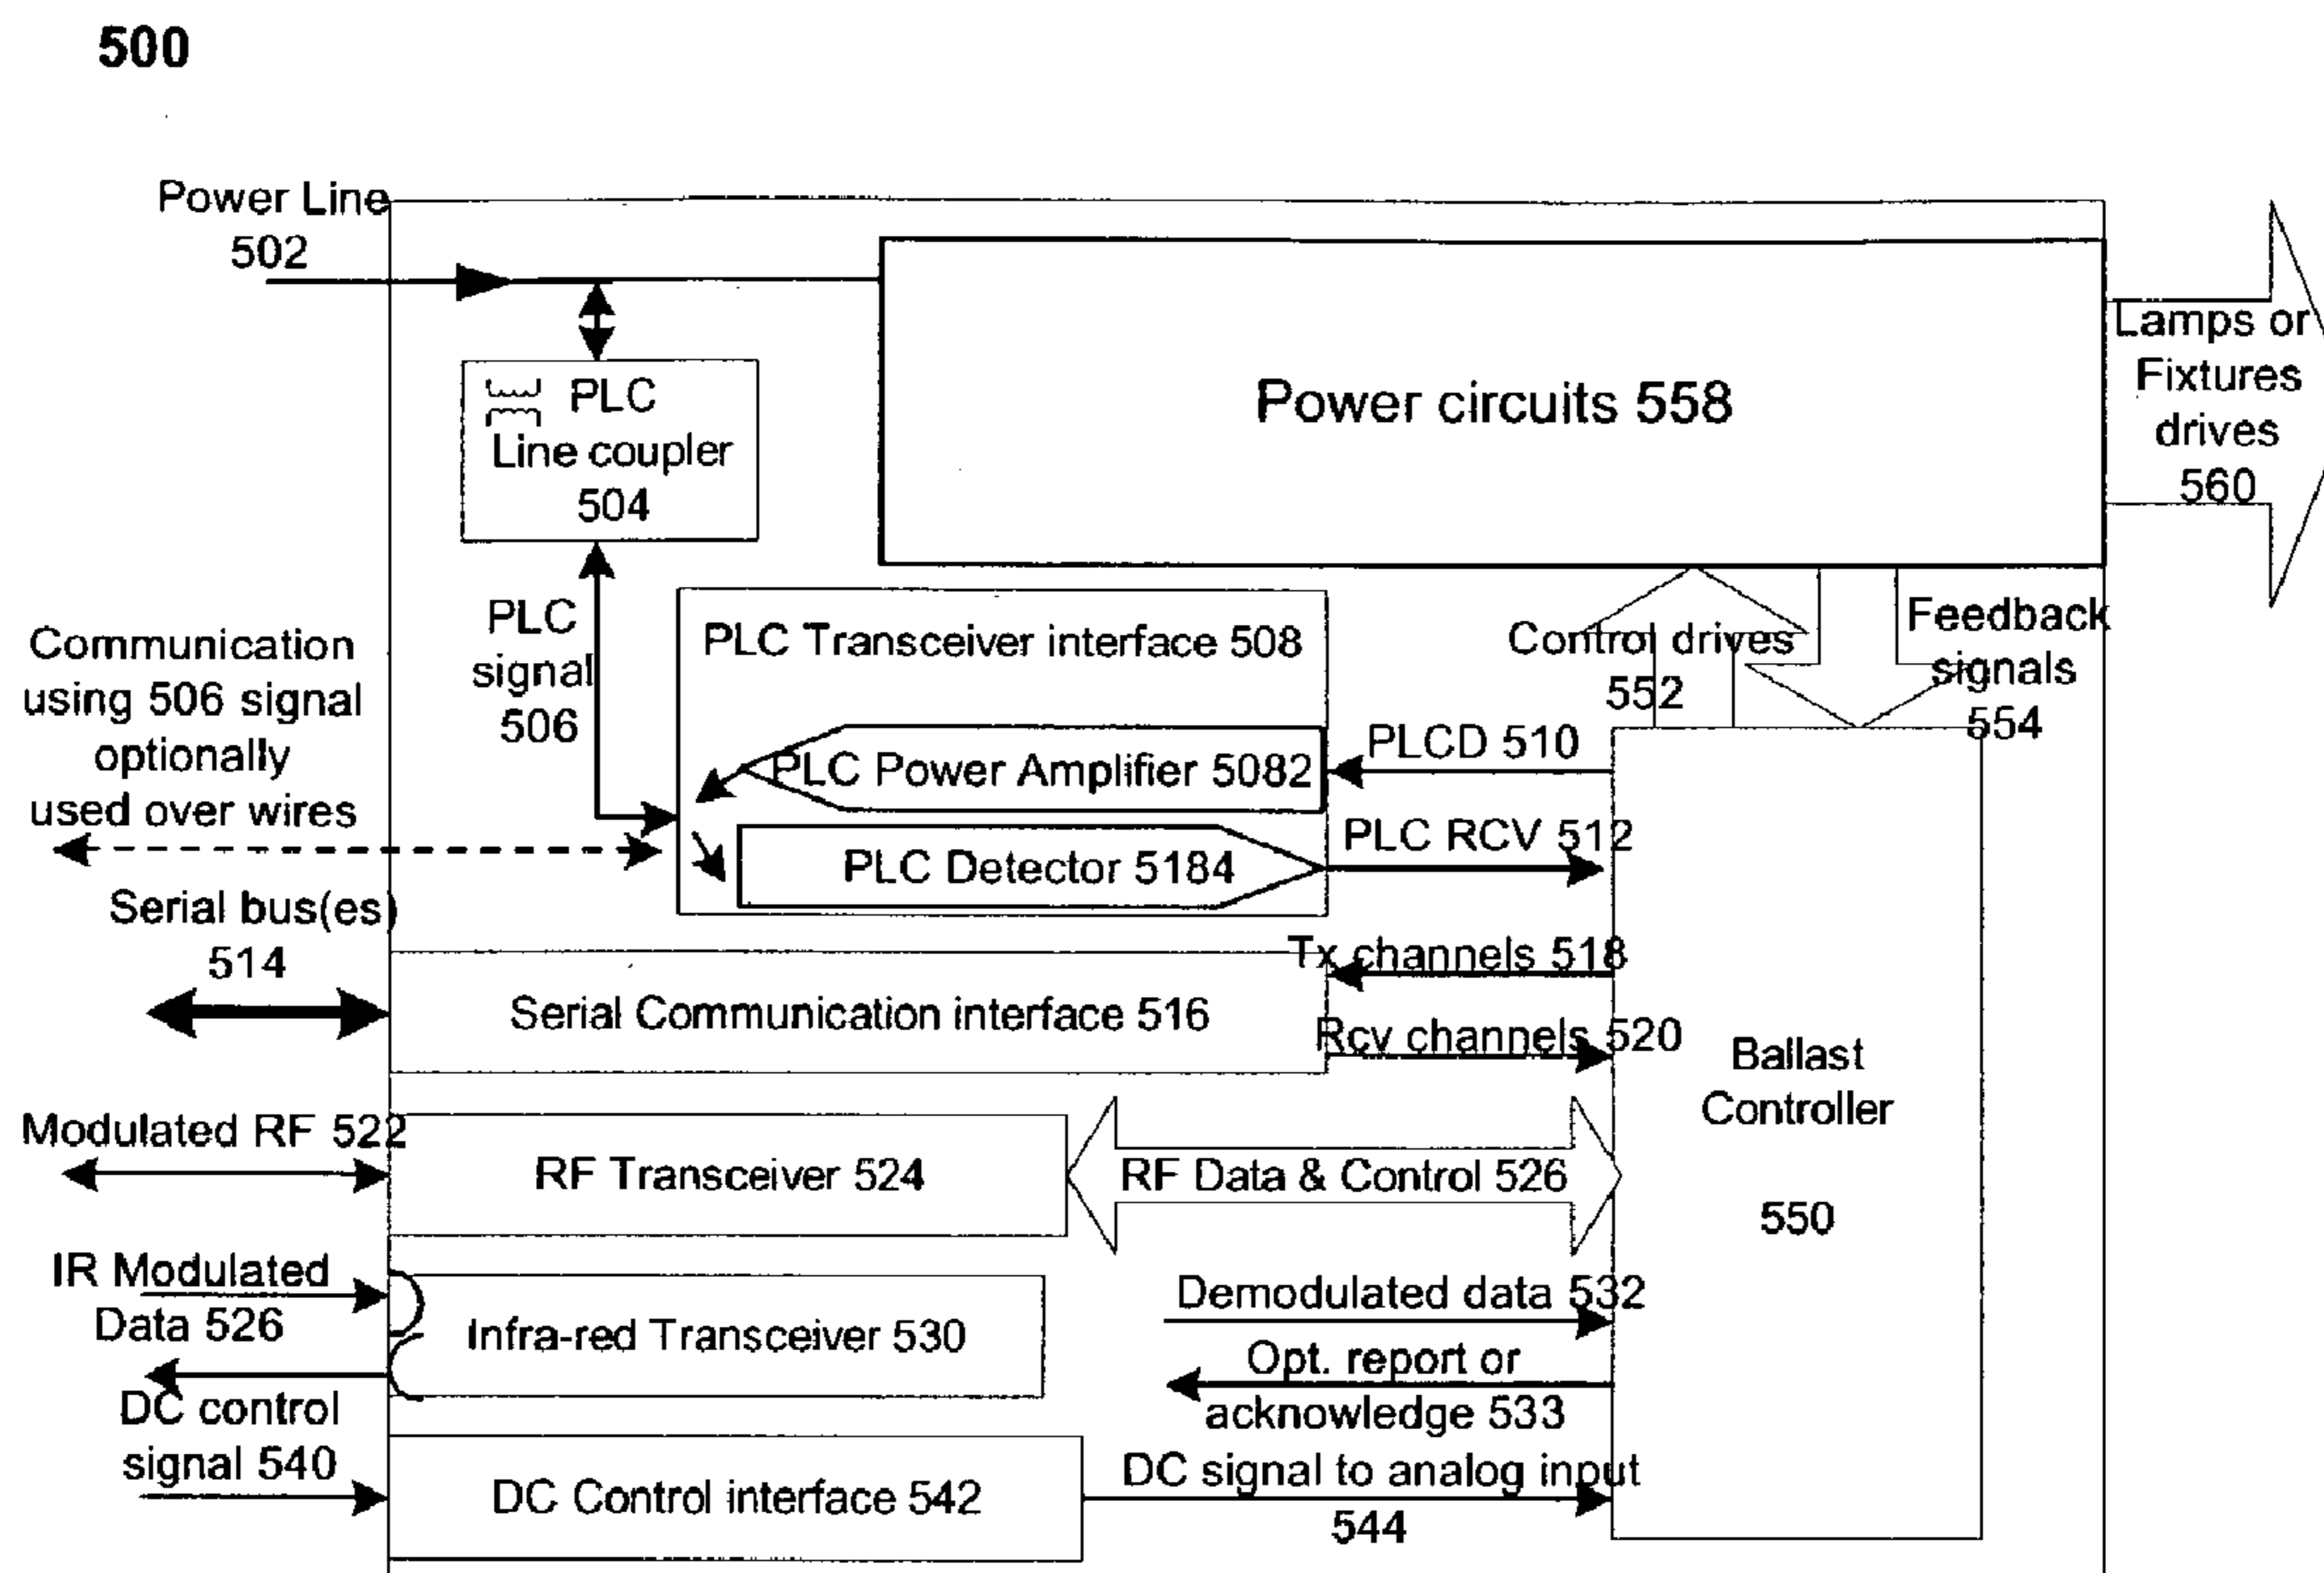 500
Power Line
502
PLC
Line coupler
504
Power circuits 558
Lamps or
Fixtures
drives
560
PLC
signal
506
Communication
using 506 signal
optionally
used over wires
PLC Transceiver interface 508
PLC Power Amplifier 5082
PLC Detector 5184
Control drives
552
Feedback
signals
554
PLCD 510
PLC RCV 512
Serial bus(es)
514
Serial Communication interface 516
Tx channels 518
Rcv channels 520
Ballast
Controller
550
Modulated RF 522
RF Transceiver 524
RF Data & Control 526
IR Modulated
Data 526
Infra-red Transceiver 530
Demodulated data 532
Opt. report or
acknowledge 533
DC control
signal 540
DC Control interface 542
DC signal to analog input
544